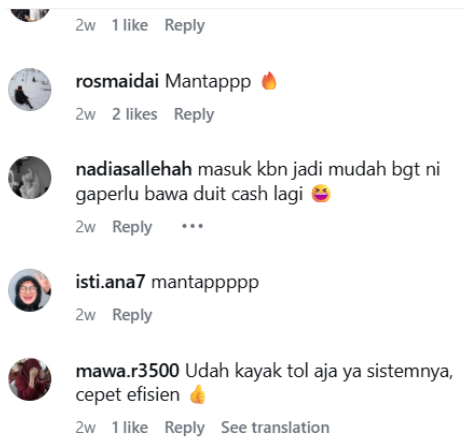 2w 1 like Reply
rosmaidai Mantappp 🔥
2w 2 likes Reply
nadiasallehah masuk kbn jadi mudah bgt ni
gaperlu bawa duit cash lagi 😆
2w Reply •••
isti.ana7 mantappppp
2w Reply
mawa.r3500 Udah kayak tol aja ya sistemnya,
cepet efisien 👍
2w 1 like Reply See translation